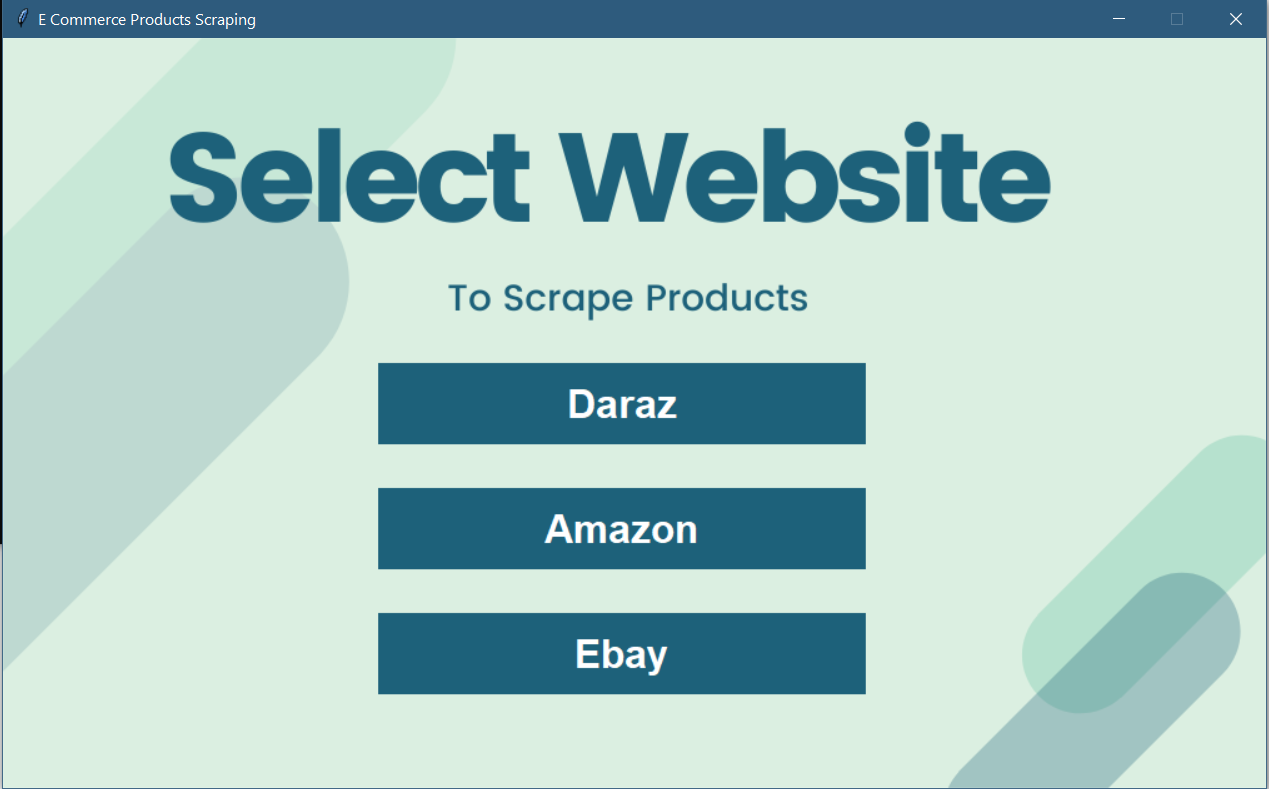 E Commerce Products Scraping
Select Website
To Scrape Products
Daraz
Amazon
Ebay